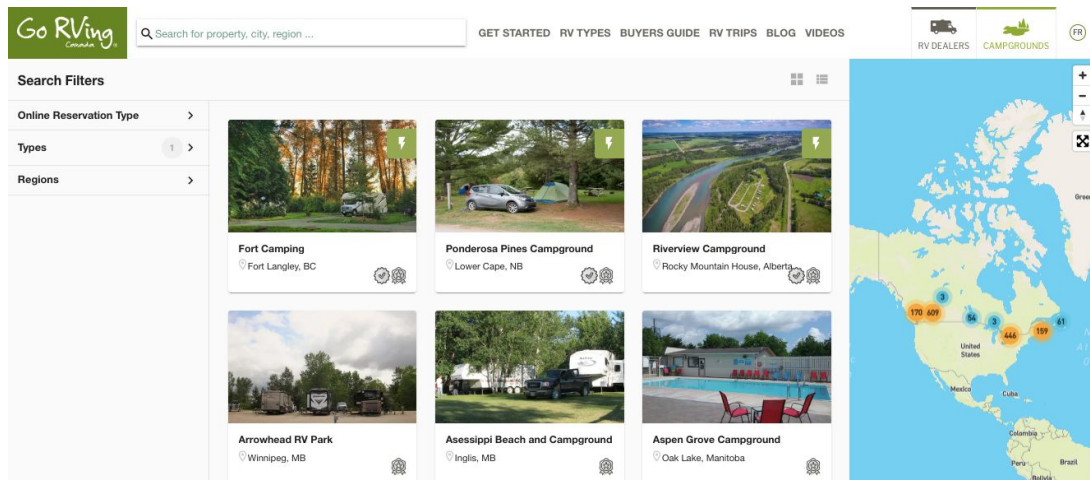 Go RVing
Canada
Search for property, city, region ...
GET STARTED RV TYPES BUYERS GUIDE RV TRIPS BLOG VIDEOS
RV DEALERS
CAMPGROUNDS
FR
Search Filters
Online Reservation Type
Types 1
Regions
Fort Camping
Fort Langley, BC
Ponderosa Pines Campground
Lower Cape, NB
Riverview Campground
Rocky Mountain House, Alberta
Arrowhead RV Park
Winnipeg, MB
Asessippi Beach and Campground
Inglis, MB
Aspen Grove Campground
Oak Lake, Manitoba
Gree
3
170 609
54
3
446
159
61
United
States
Mexico
Cuba
Colombia
Peru
Brazil
Bolivia